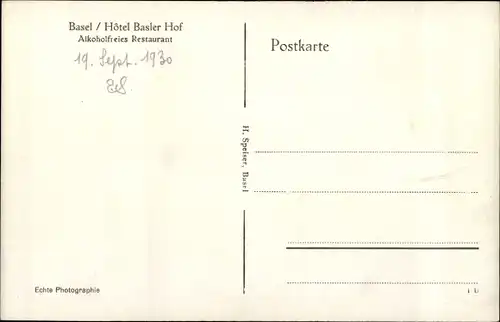 Basel / Hôtel Basler Hof
Alkoholfreies Restaurant
19. Sept. 1930
Postkarte
H. Speiser, Basel
Echte Photographie